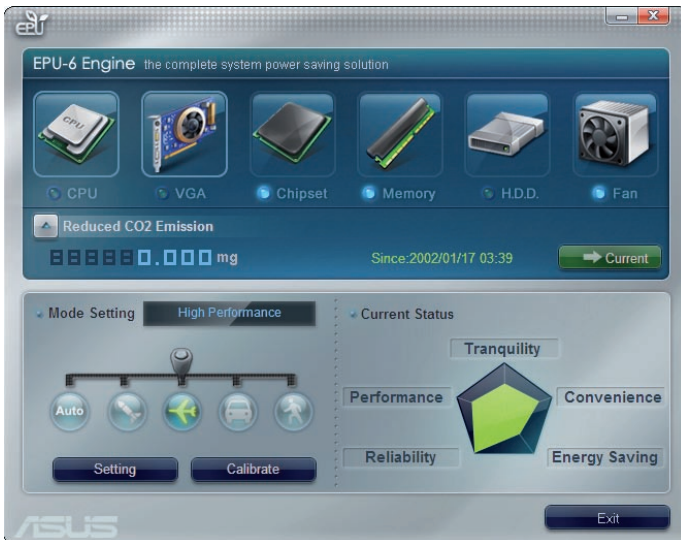 EPU
EPU-6 Engine the complete system power saving solution
CPU
CPU
VGA
Chipset
Memory
H.D.D.
Fan
Reduced CO2 Emission
0.000 mg
Since:2002/01/17 03:39
Current
Mode Setting
High Performance
Auto
Setting
Calibrate
Current Status
Tranquility
Performance
Convenience
Reliability
Energy Saving
ASUS
Exit